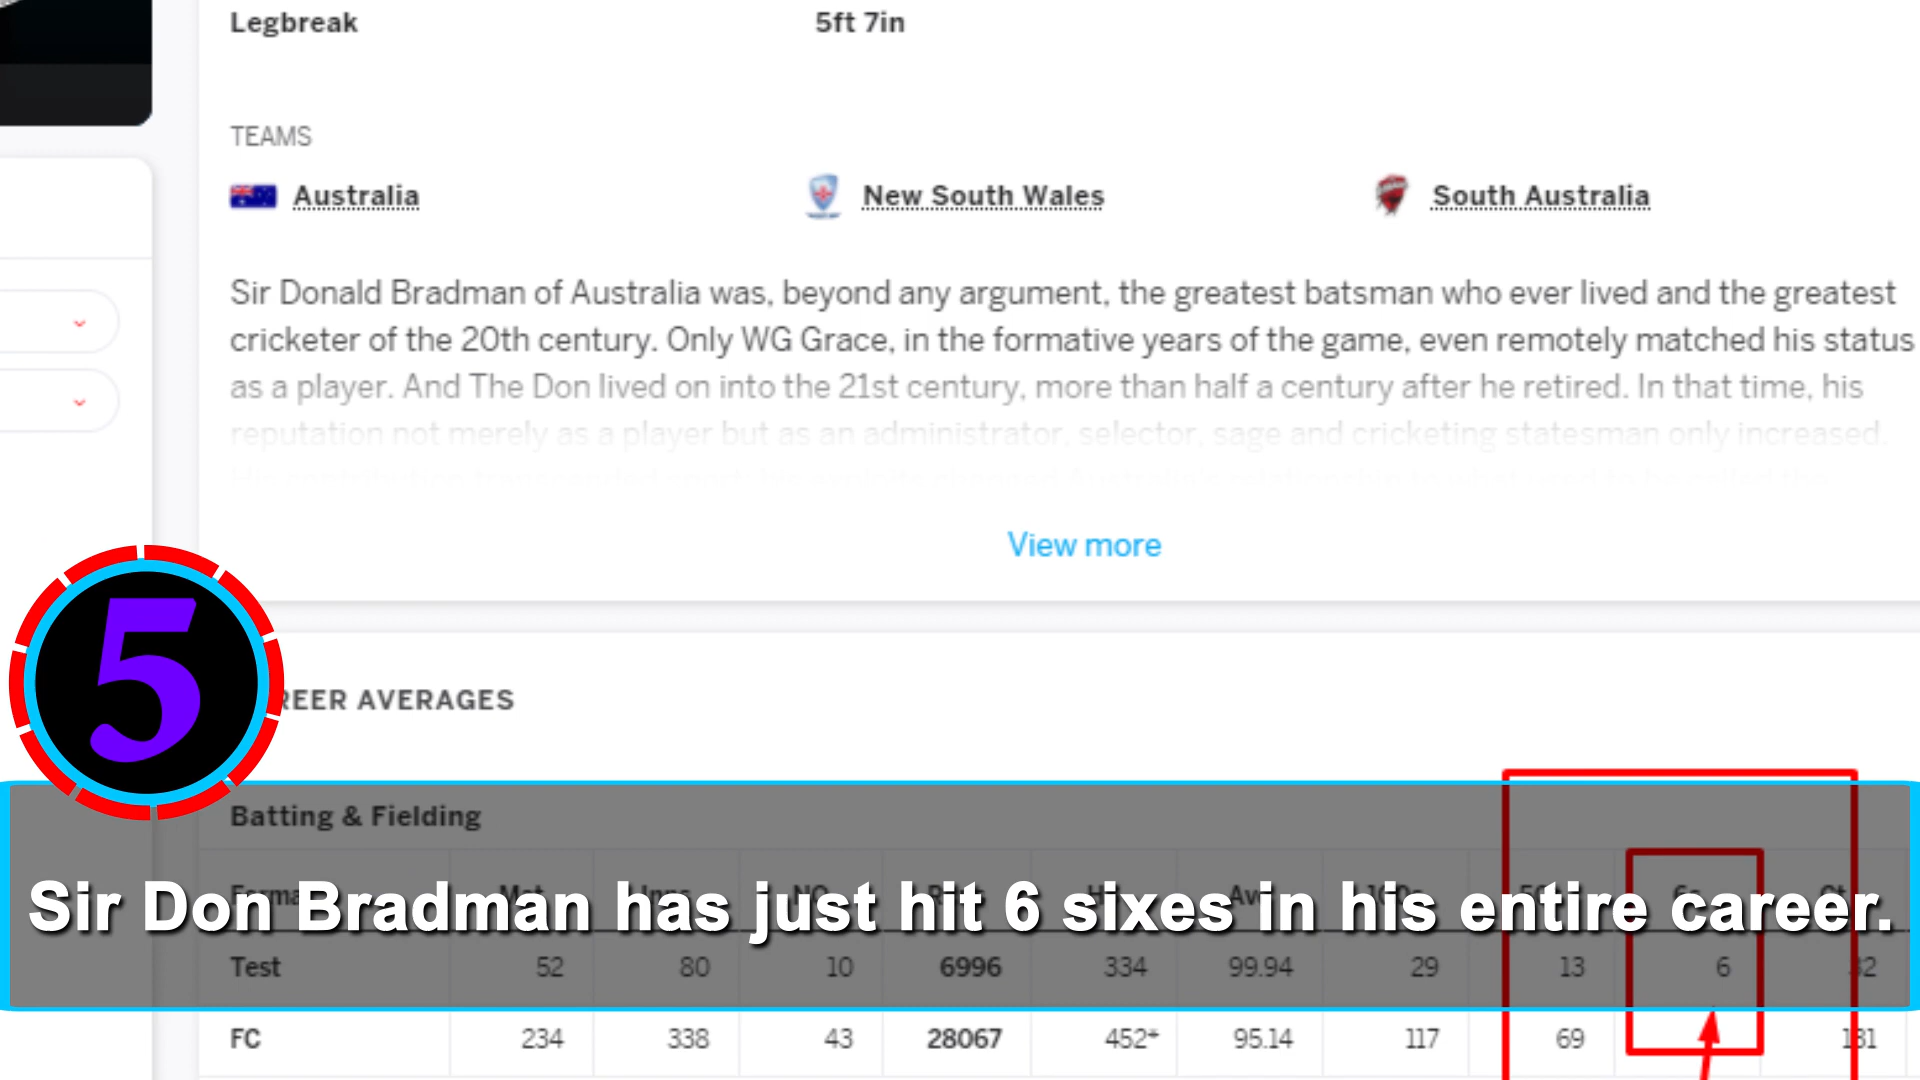 Legbreak 5ft 7in
TEAMS
Australia New South Wales South Australia
Sir Donald Bradman of Australia was, beyond any argument, the greatest batsman who ever lived and the greatest
cricketer of the 20th century. Only WG Grace, in the formative years of the game, even remotely matched his status
as a player. And The Don lived on into the 21st century, more than half a century after he retired. In that time, his
reputation not merely as a player but as an administrator, selector, sage and cricketing statesman only increased.
View more
5
REER AVERAGES
Batting & Fielding
Sir Don Bradman has just hit 6 sixes in his entire career.
Test 52 80 10 6996 334 99.94 29 13 6 32
FC 234 338 43 28067 452* 95.14 117 69 131